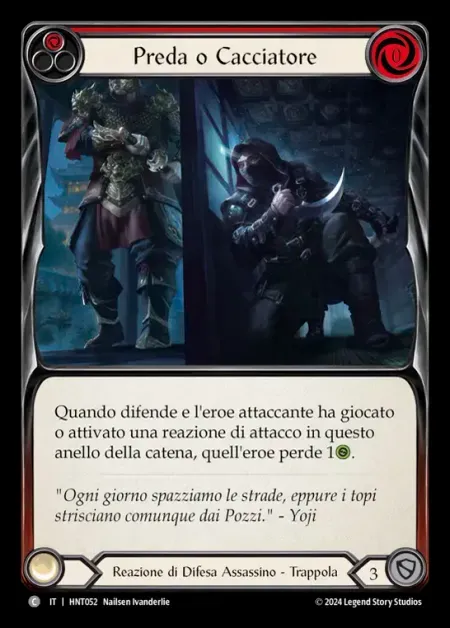 Preda o Cacciatore
0
Quando difende e l'eroe attaccante ha giocato
o attivato una reazione di attacco in questo
anello della catena, quell'eroe perde 1
"Ogni giorno spazziamo le strade, eppure i topi
strisciano comunque dai Pozzi." - Yoji
Reazione di Difesa Assassino - Trappola
3
C IT | HNT052 Nailsen Ivanderlie
© 2024 Legend Story Studios